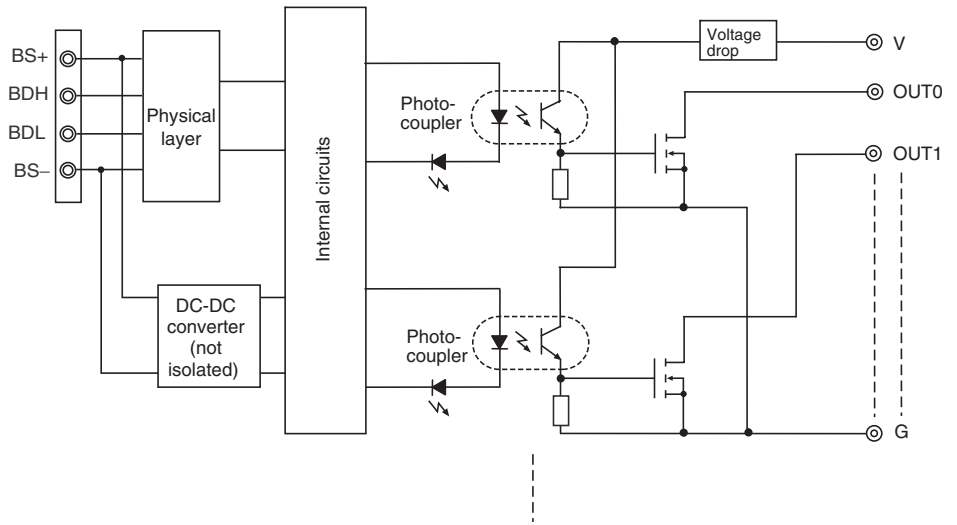 BS+
BDH
BDL
BS–
Physical
layer
DC-DC
converter
(not
isolated)
Internal circuits
Photo-
coupler
Photo-
coupler
Voltage
drop
V
OUT0
OUT1
G